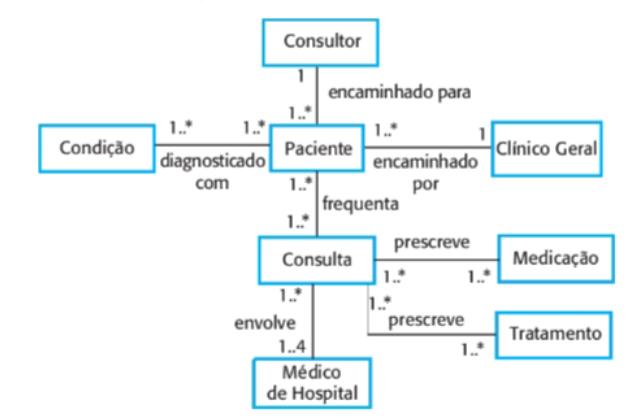 Consultor
1
encaminhado para
1..*
1..*
1..*
1..*
1
Condição
Paciente
Clínico Geral
diagnosticado
com
encaminhado
por
1..*
frequenta
1..*
Consulta
prescreve
Medicação
1..*
1..*
1..*
1..*
envolve
prescreve
Tratamento
1..4
1..*
Médico
de Hospital